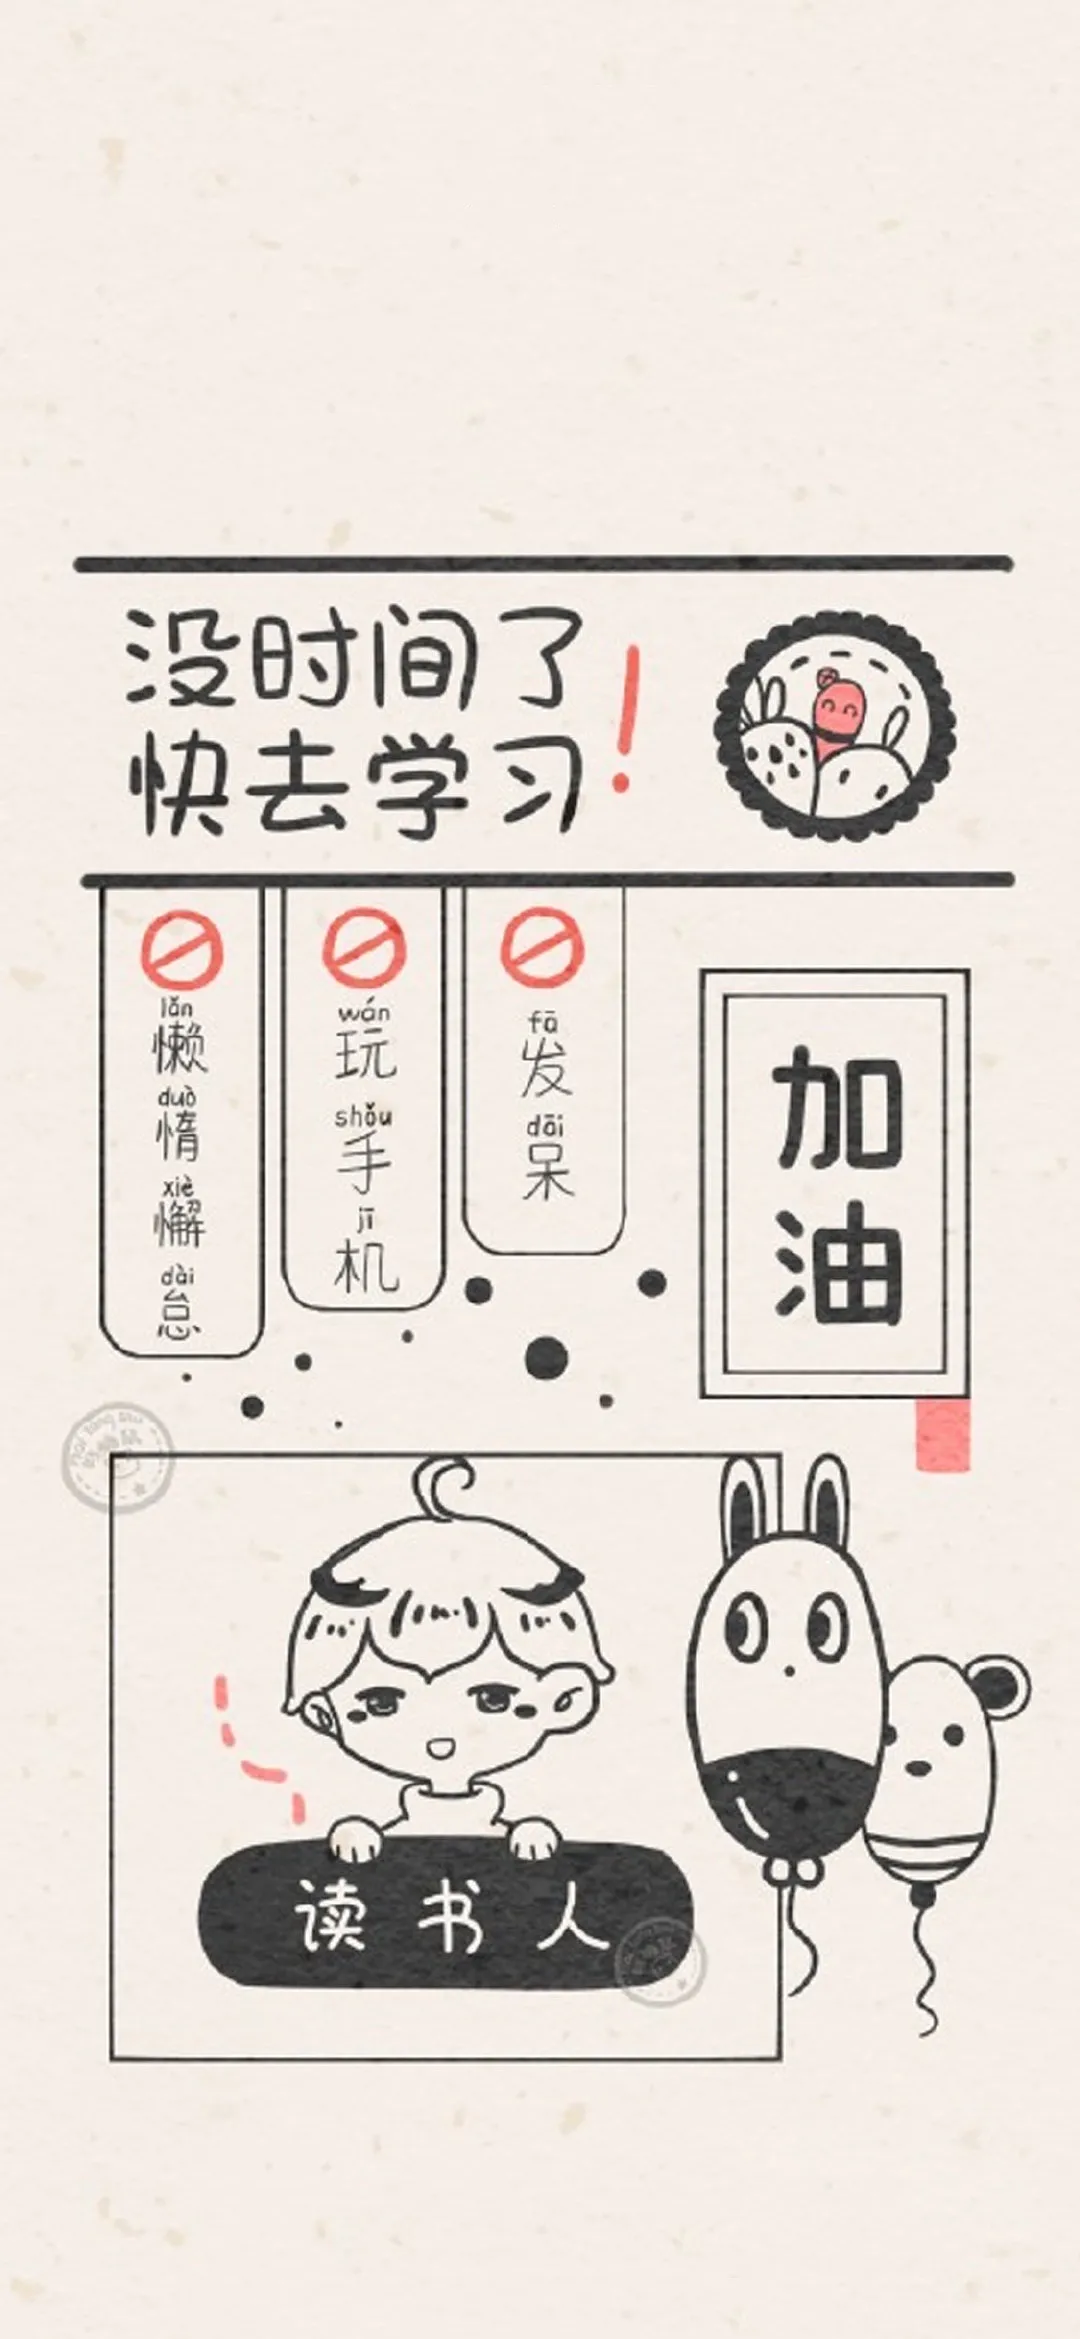 没时间了
快去学习!
lǎn
懒
duò
惰
xiè
懈
dài
怠
wán
玩
shǒu
手
jī
机
fā
发
dāi
呆
加
油
读书人